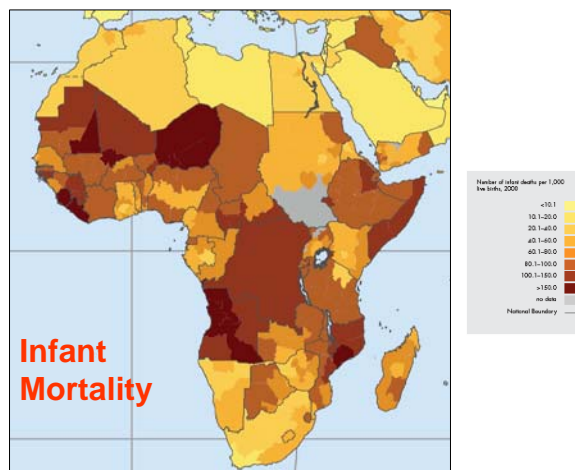 Infant
Mortality
Number of infant deaths per 1,000
live births, 2000
<10.1
10.1–20.0
20.1–40.0
40.1–60.0
60.1–80.0
80.1–100.0
100.1–150.0
>150.0
no data
National Boundary